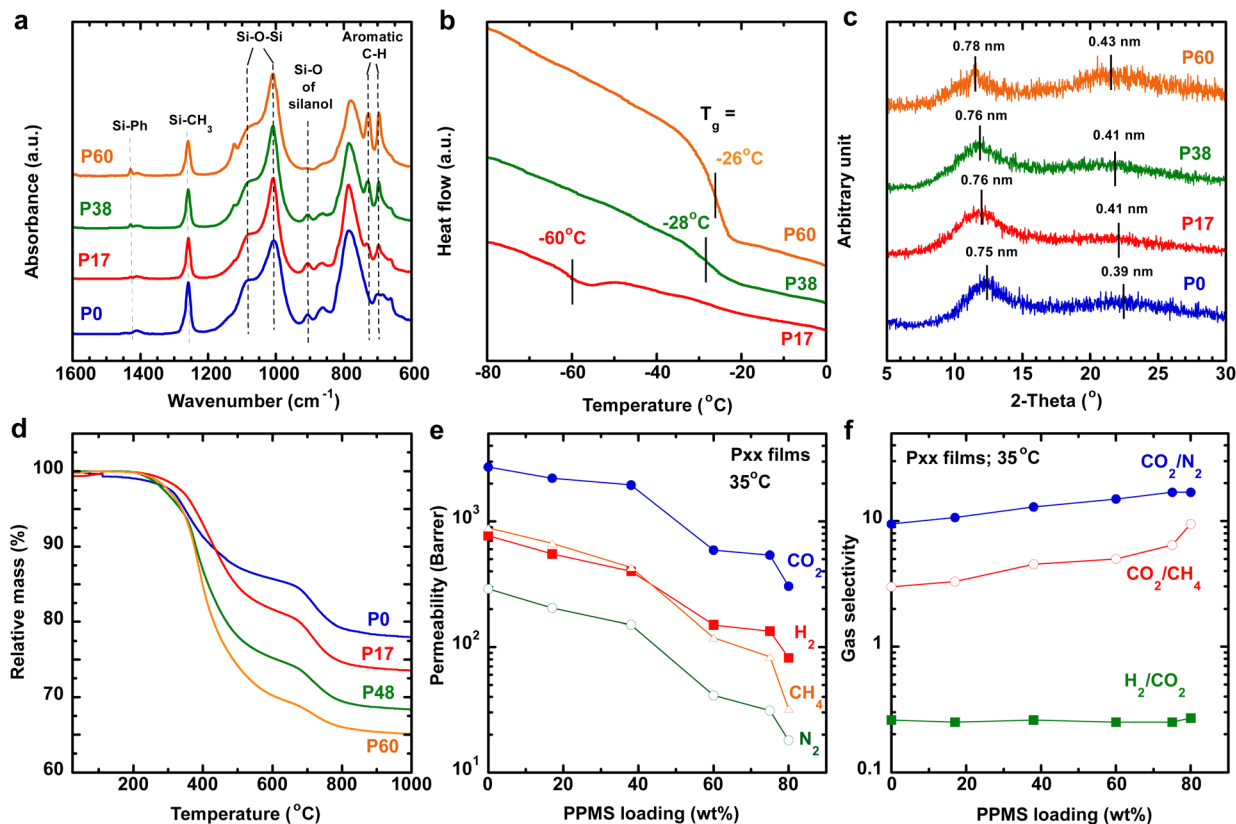 a
Si-O-Si
Aromatic
C-H
Si-O
of
silanol
Si-Ph
Si-CH3
P60
P38
P17
P0
Absorbance (a.u.)
1600 1400 1200 1000 800 600
Wavenumber (cm-1)
b
Tg =
-26°C
-28°C
-60°C
P60
P38
P17
Heat flow (a.u.)
-80 -60 -40 -20 0
Temperature (°C)
c
0.78 nm 0.43 nm
P60
0.76 nm 0.41 nm
P38
0.76 nm 0.41 nm
P17
0.75 nm 0.39 nm
P0
Arbitrary unit
5 10 15 20 25 30
2-Theta (°)
d
100
90
80
70
60
P0
P17
P48
P60
Relative mass (%)
200 400 600 800 1000
Temperature (°C)
e
Pxx films
35°C
10^3
10^2
10^1
CO2
H2
CH4
N2
Permeability (Barrer)
0 20 40 60 80
PPMS loading (wt%)
f
Pxx films; 35°C
CO2/N2
CO2/CH4
H2/CO2
10
1
0.1
Gas selectivity
0 20 40 60 80
PPMS loading (wt%)